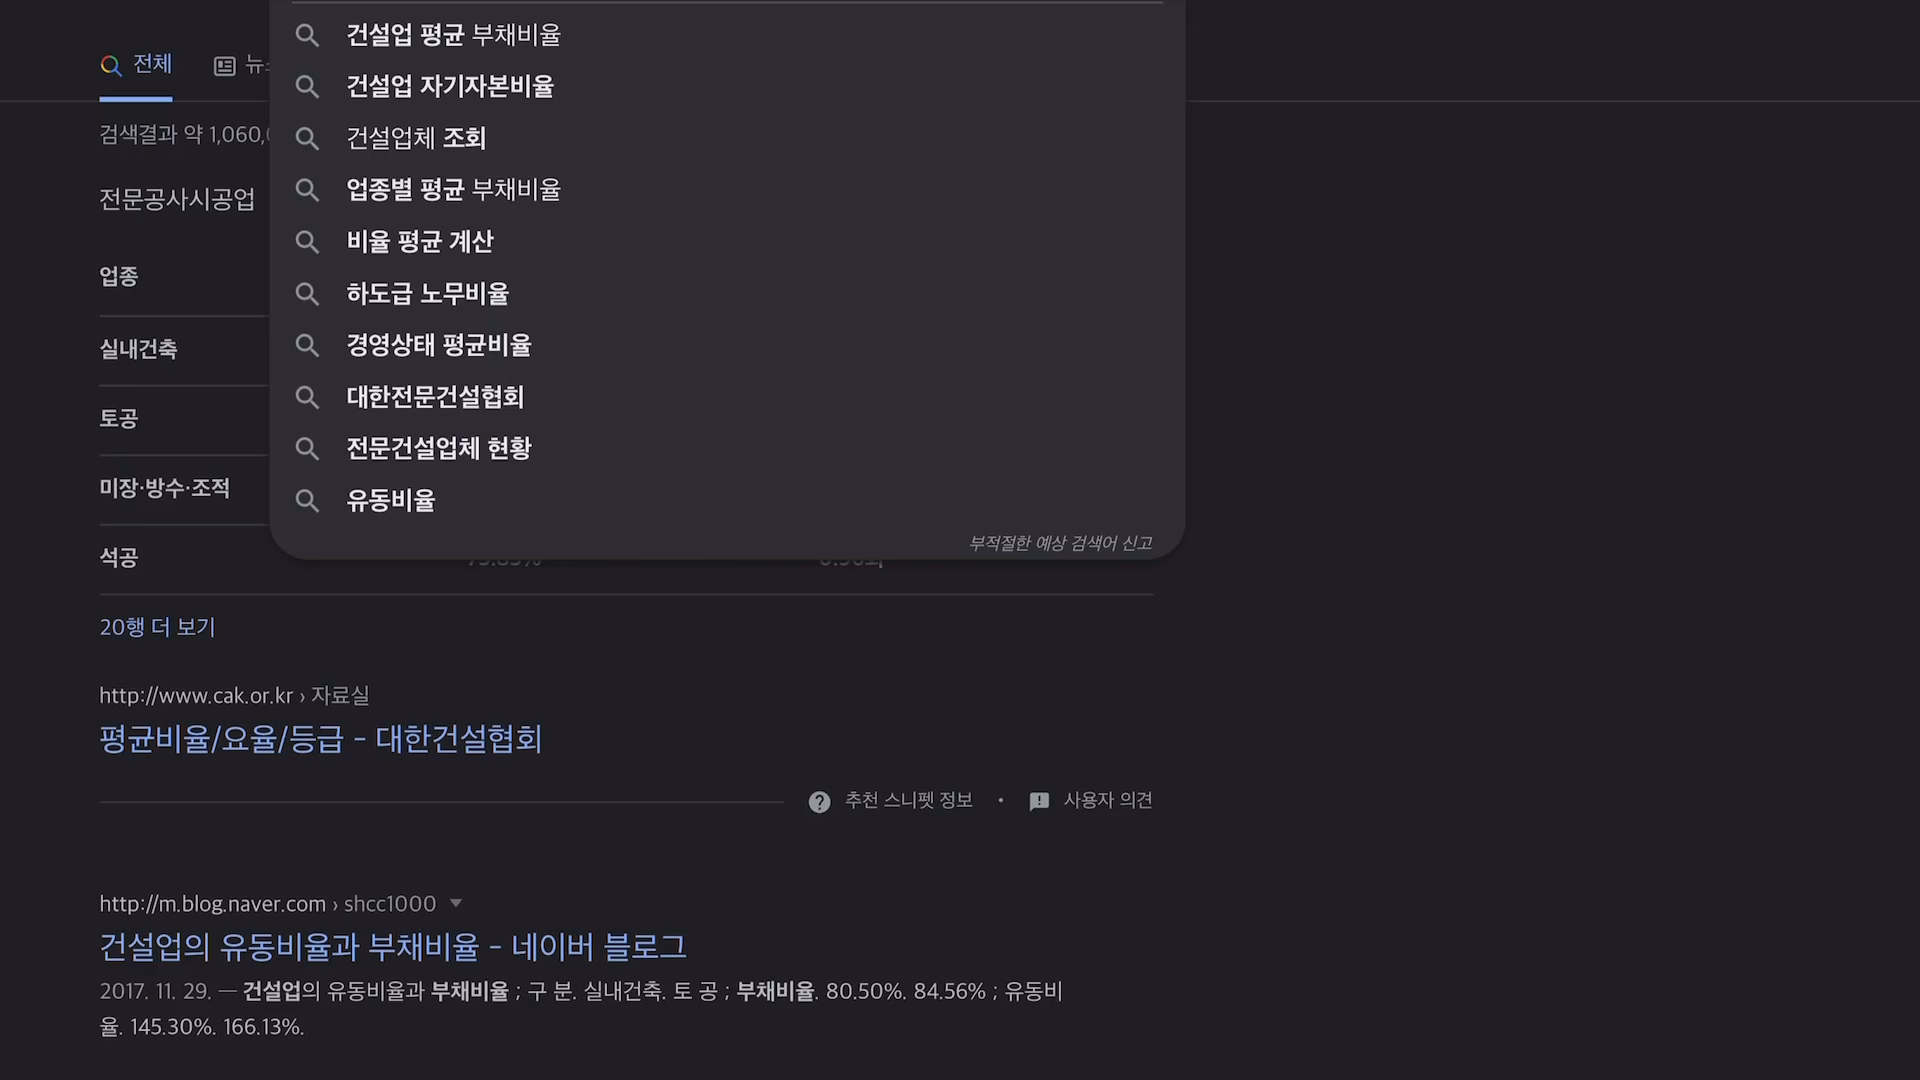 전체
건설업 평균 부채비율
건설업 자기자본비율
건설업체 조회
업종별 평균 부채비율
비율 평균 계산
하도급 노무비율
경영상태 평균비율
대한전문건설협회
전문건설업체 현황
유동비율
부적절한 예상 검색어 신고
검색결과 약 1,060,
전문공사시공업
업종
실내건축
토공
미장·방수·조적
석공
20행 더 보기
http://www.cak.or.kr › 자료실
평균비율/요율/등급 - 대한건설협회
추천 스니펫 정보 • 사용자 의견
http://m.blog.naver.com › shcc1000
건설업의 유동비율과 부채비율 - 네이버 블로그
2017. 11. 29. — 건설업의 유동비율과 부채비율 ; 구 분. 실내건축. 토 공 ; 부채비율. 80.50%. 84.56% ; 유동비
율. 145.30%. 166.13%.